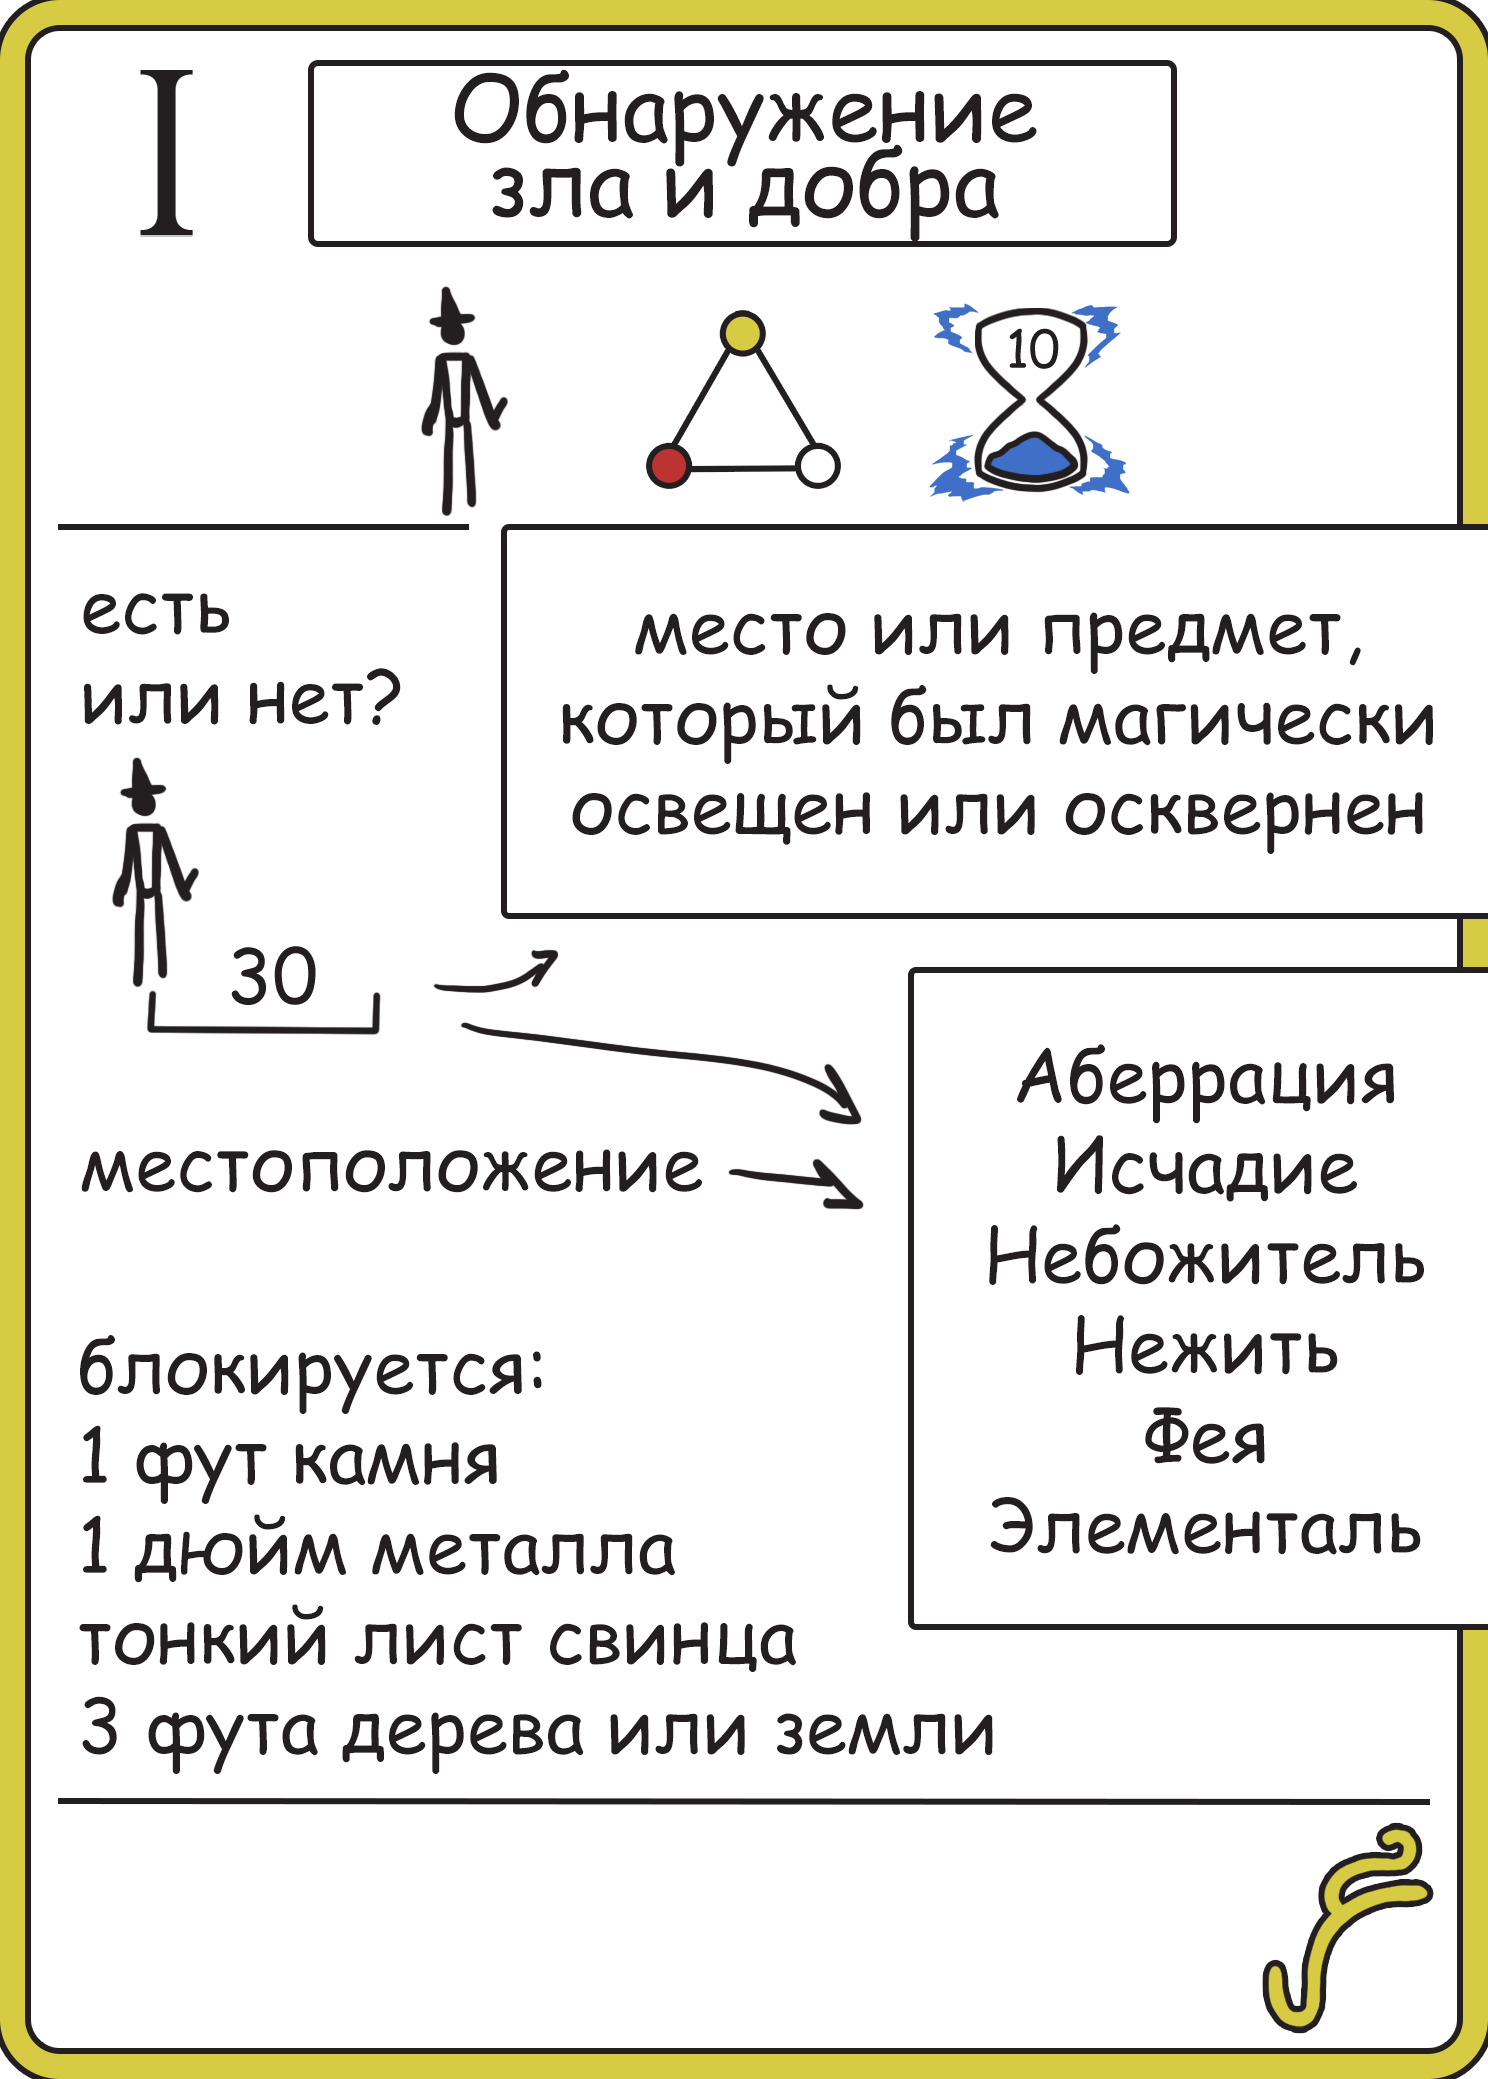 I
Обнаружение
зла и добра
10
есть
или нет?
место или предмет,
который был магически
освещен или осквернен
30
местоположение
Аберрация
Исчадие
Небожитель
Нежить
Фея
Элементаль
блокируется:
1 фут камня
1 дюйм металла
тонкий лист свинца
3 фута дерева или земли